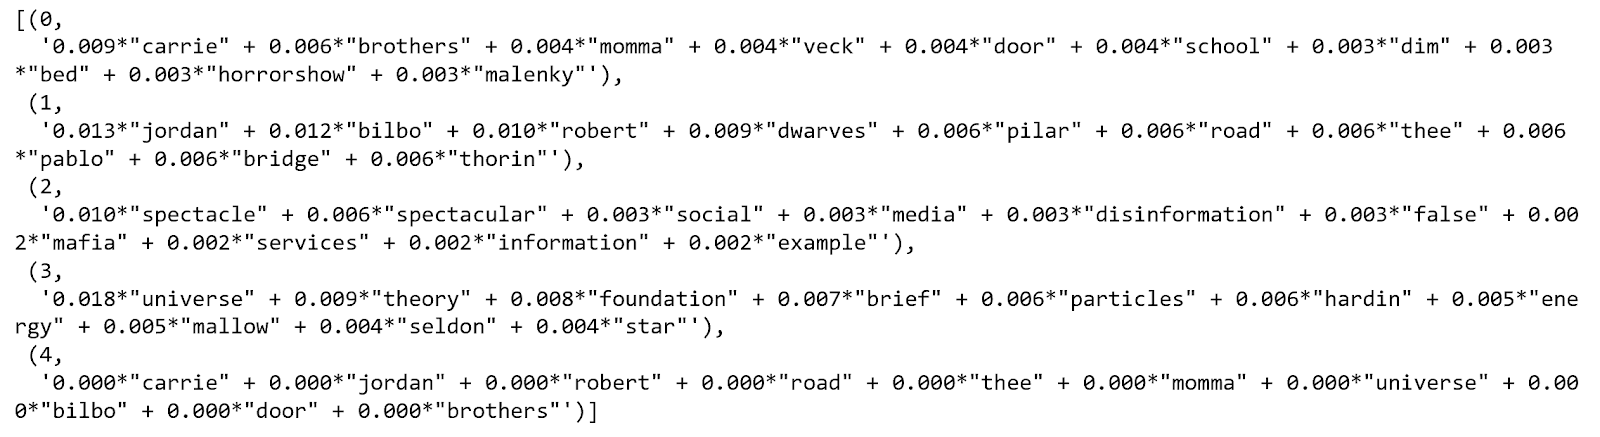 [(0,
'0.009*"carrie" + 0.006*"brothers" + 0.004*"momma" + 0.004*"veck" + 0.004*"door" + 0.004*"school" + 0.003*"dim" + 0.003
*"bed" + 0.003*"horrorshow" + 0.003*"malenky"'),
(1,
'0.013*"jordan" + 0.012*"bilbo" + 0.010*"robert" + 0.009*"dwarves" + 0.006*"pilar" + 0.006*"road" + 0.006*"thee" + 0.006
*"pablo" + 0.006*"bridge" + 0.006*"thorin"'),
(2,
'0.010*"spectacle" + 0.006*"spectacular" + 0.003*"social" + 0.003*"media" + 0.003*"disinformation" + 0.003*"false" + 0.00
2*"mafia" + 0.002*"services" + 0.002*"information" + 0.002*"example"'),
(3,
'0.018*"universe" + 0.009*"theory" + 0.008*"foundation" + 0.007*"brief" + 0.006*"particles" + 0.006*"hardin" + 0.005*"ene
rgy" + 0.005*"mallow" + 0.004*"seldon" + 0.004*"star"'),
(4,
'0.000*"carrie" + 0.000*"jordan" + 0.000*"robert" + 0.000*"road" + 0.000*"thee" + 0.000*"momma" + 0.000*"universe" + 0.00
0*"bilbo" + 0.000*"door" + 0.000*"brothers"')]